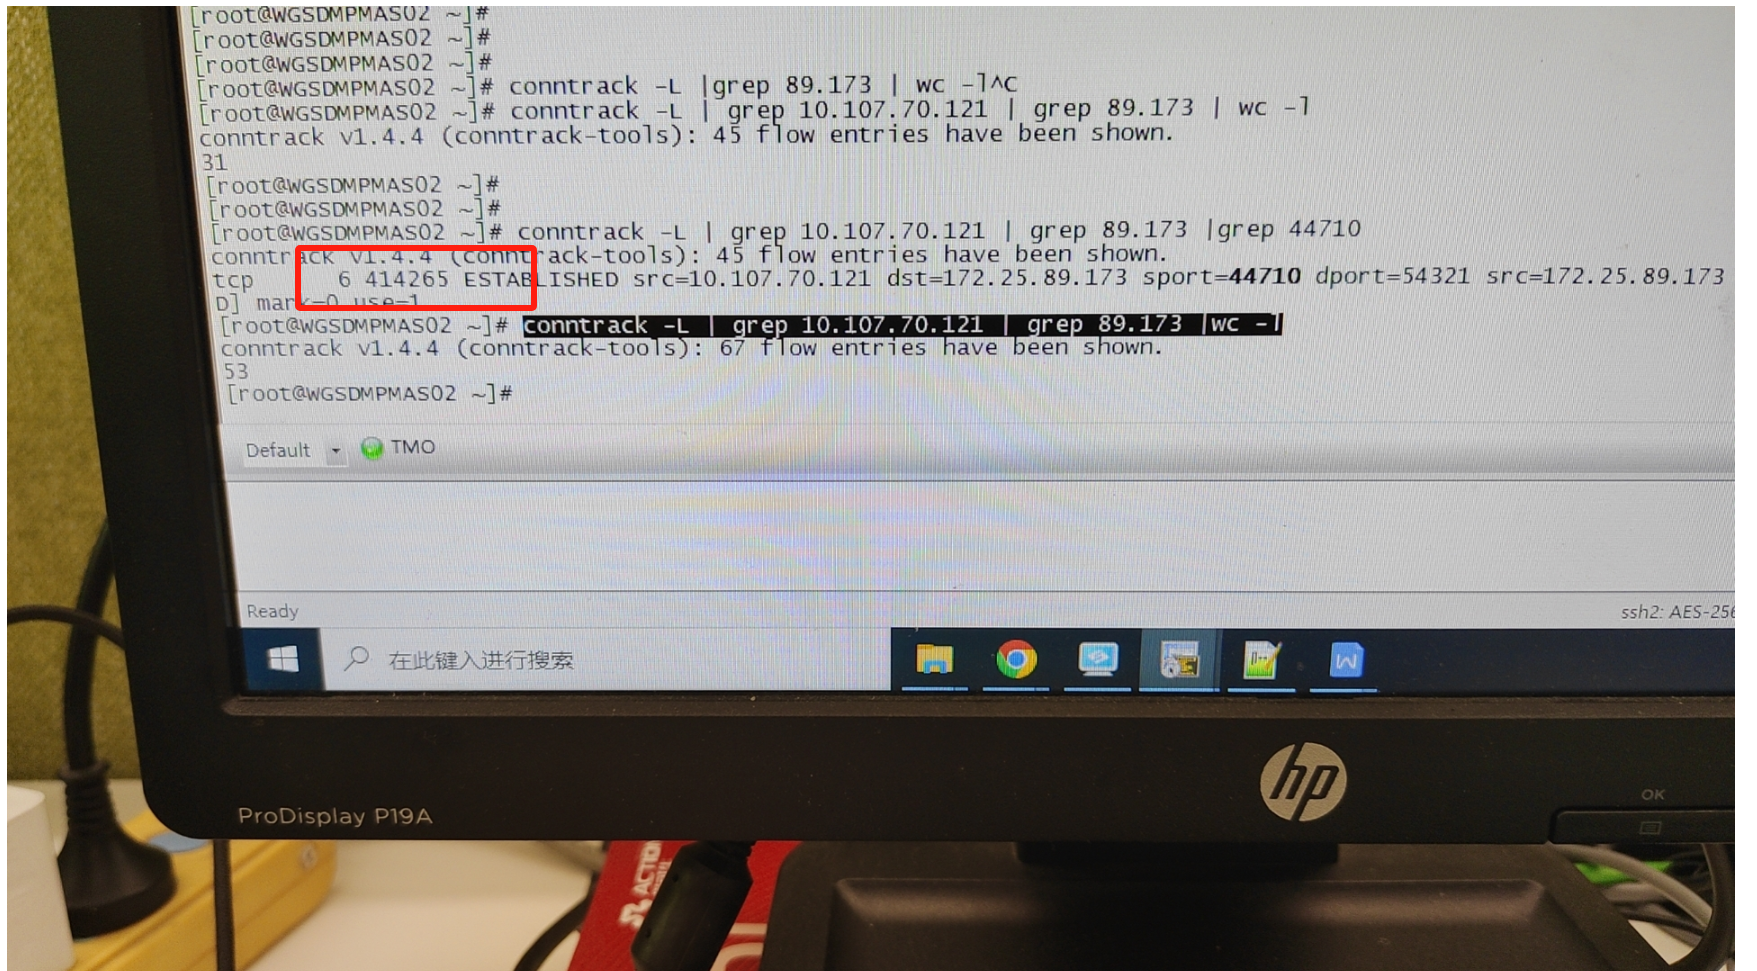 [root@WGSDMPMAS02 ~]#
[root@WGSDMPMAS02 ~]#
[root@WGSDMPMAS02 ~]#
[root@WGSDMPMAS02 ~]# conntrack -L |grep 89.173 | wc -l^C
[root@WGSDMPMAS02 ~]# conntrack -L | grep 10.107.70.121 | grep 89.173 | wc -l
conntrack v1.4.4 (conntrack-tools): 45 flow entries have been shown.
31
[root@WGSDMPMAS02 ~]#
[root@WGSDMPMAS02 ~]#
[root@WGSDMPMAS02 ~]# conntrack -L | grep 10.107.70.121 | grep 89.173 |grep 44710
conntrack v1.4.4 (conntrack-tools): 45 flow entries have been shown.
tcp 6 414265 ESTABLISHED src=10.107.70.121 dst=172.25.89.173 sport=44710 dport=54321 src=172.25.89.173
D] mark=0 use=1
[root@WGSDMPMAS02 ~]# conntrack -L | grep 10.107.70.121 | grep 89.173 |wc -l
conntrack v1.4.4 (conntrack-tools): 67 flow entries have been shown.
53
[root@WGSDMPMAS02 ~]#
Default TMO
Ready ssh2: AES-256
在此键入进行搜索
hp
ProDisplay P19A
OK
ACTION